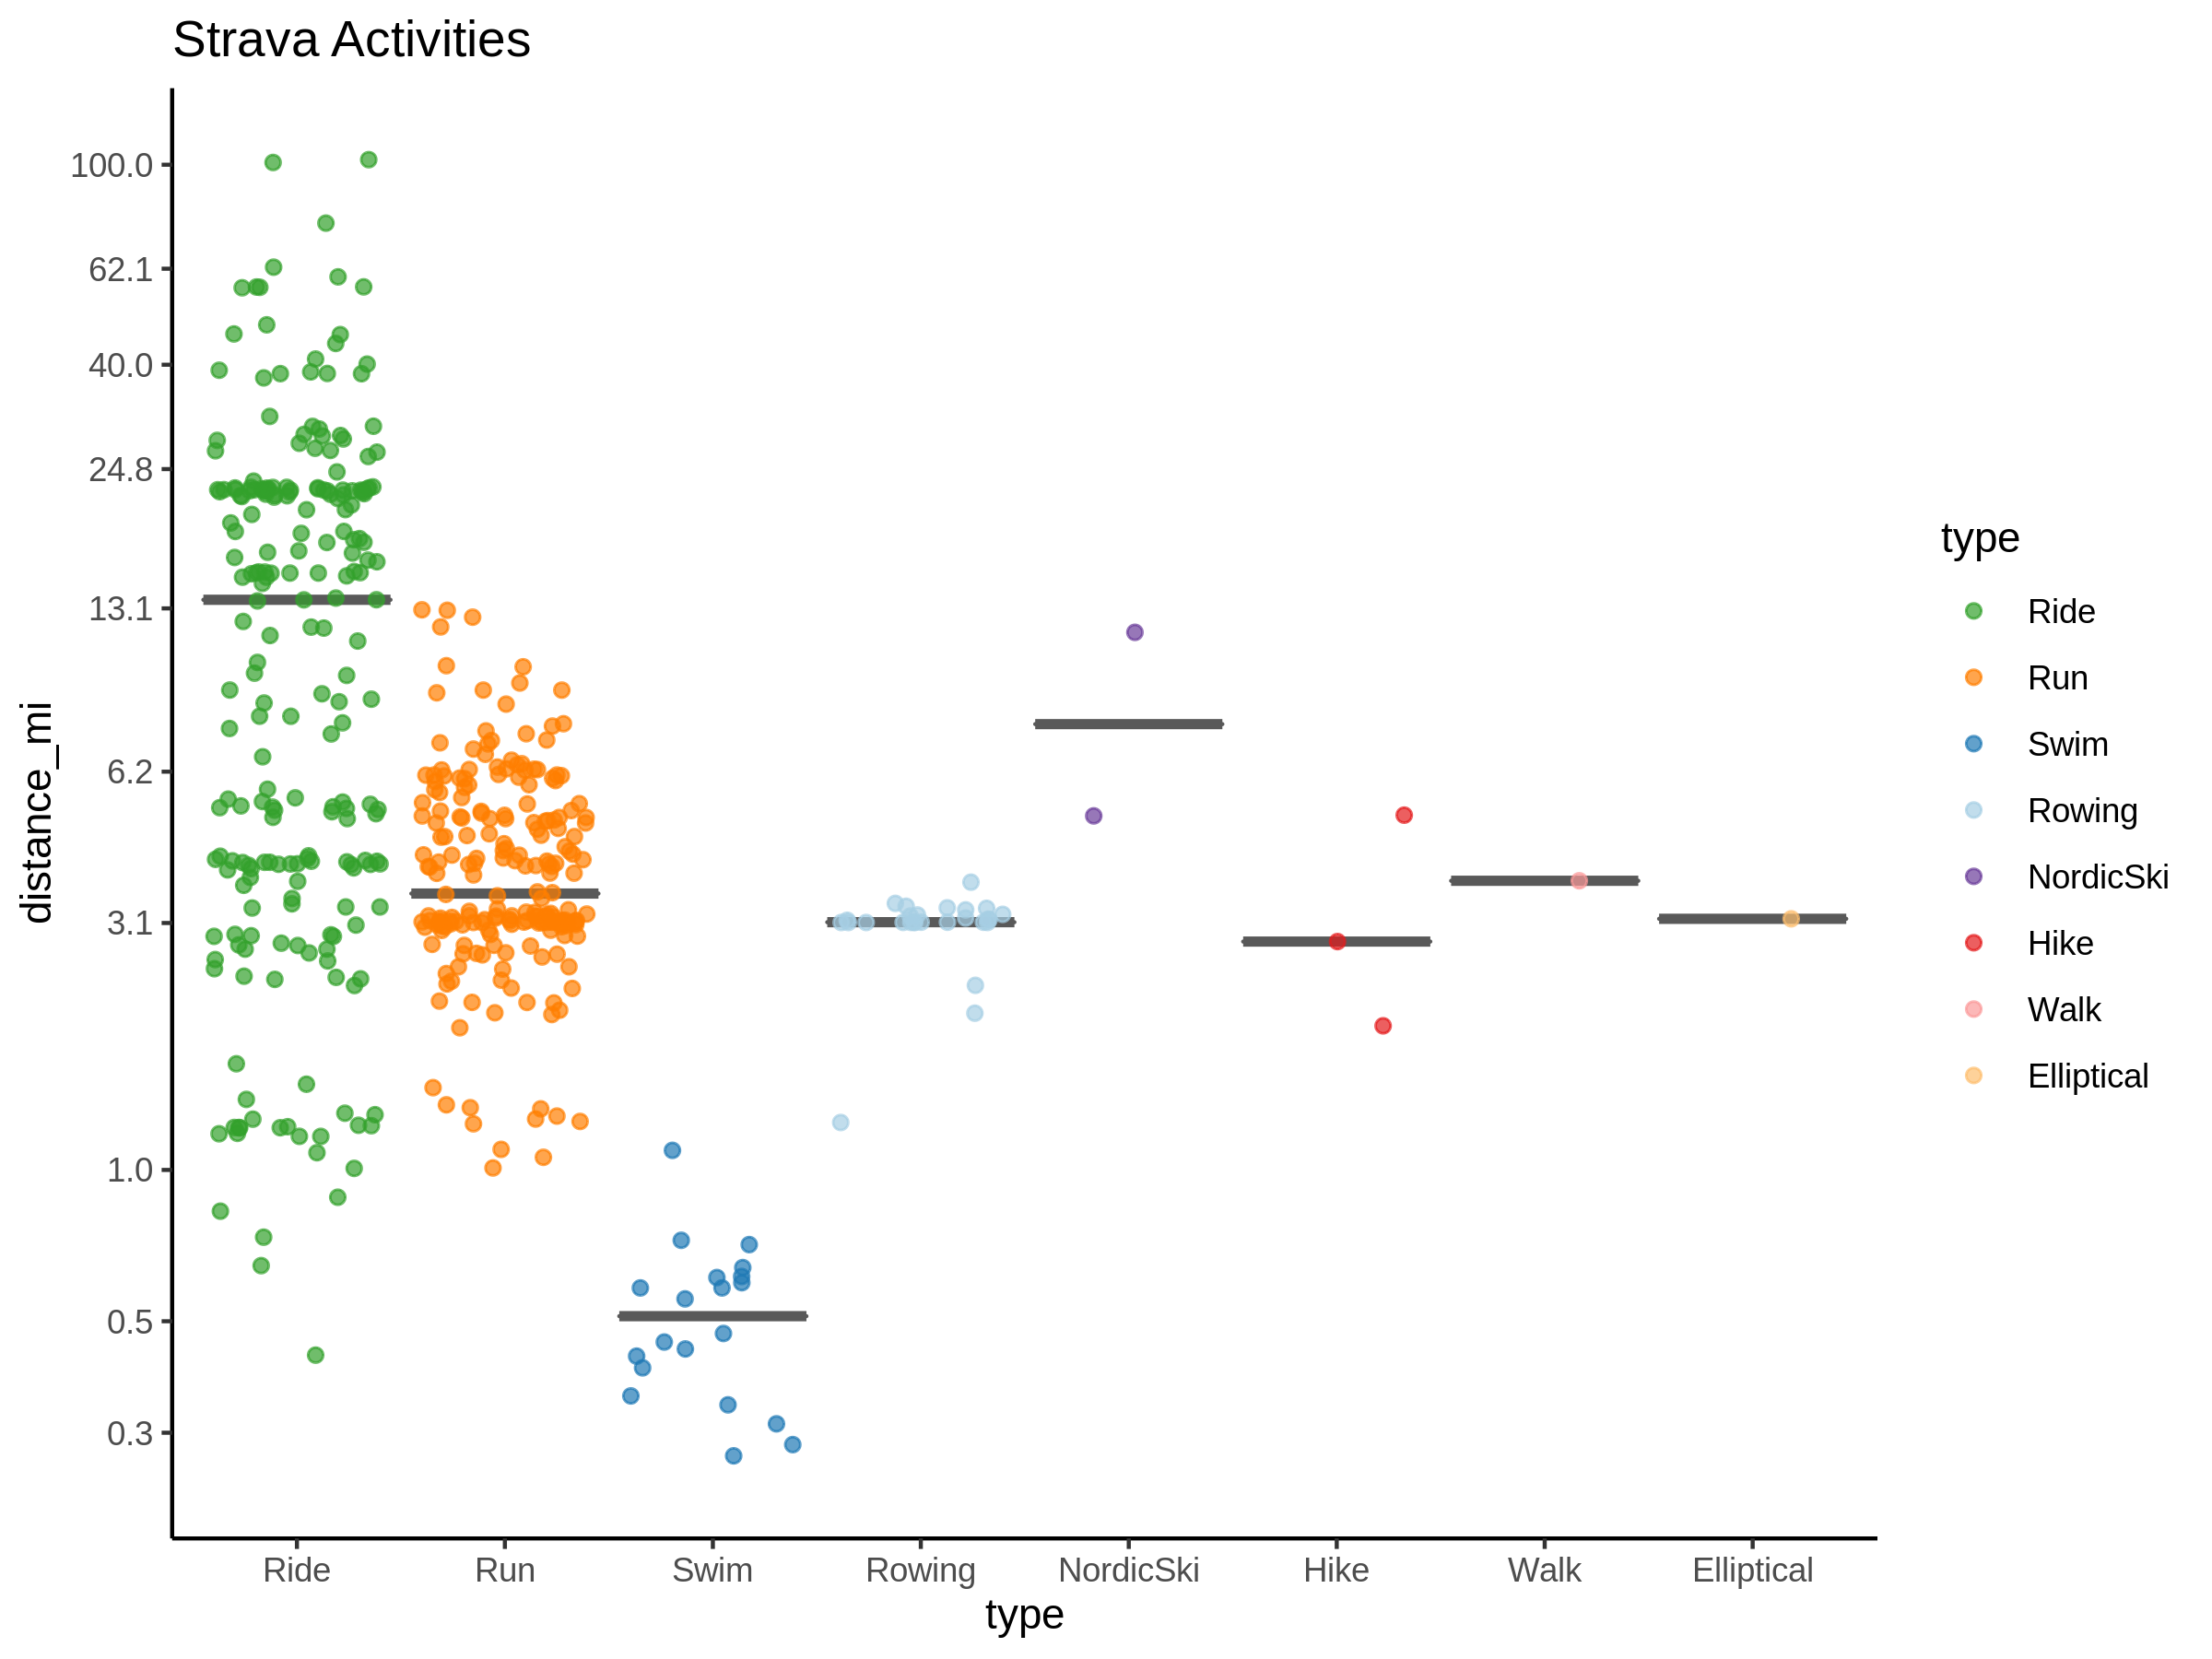 Strava Activities
distance_mi
100.0
62.1
40.0
24.8
13.1
6.2
3.1
1.0
0.5
0.3
Ride Run Swim Rowing NordicSki Hike Walk Elliptical
type
type
Ride
Run
Swim
Rowing
NordicSki
Hike
Walk
Elliptical